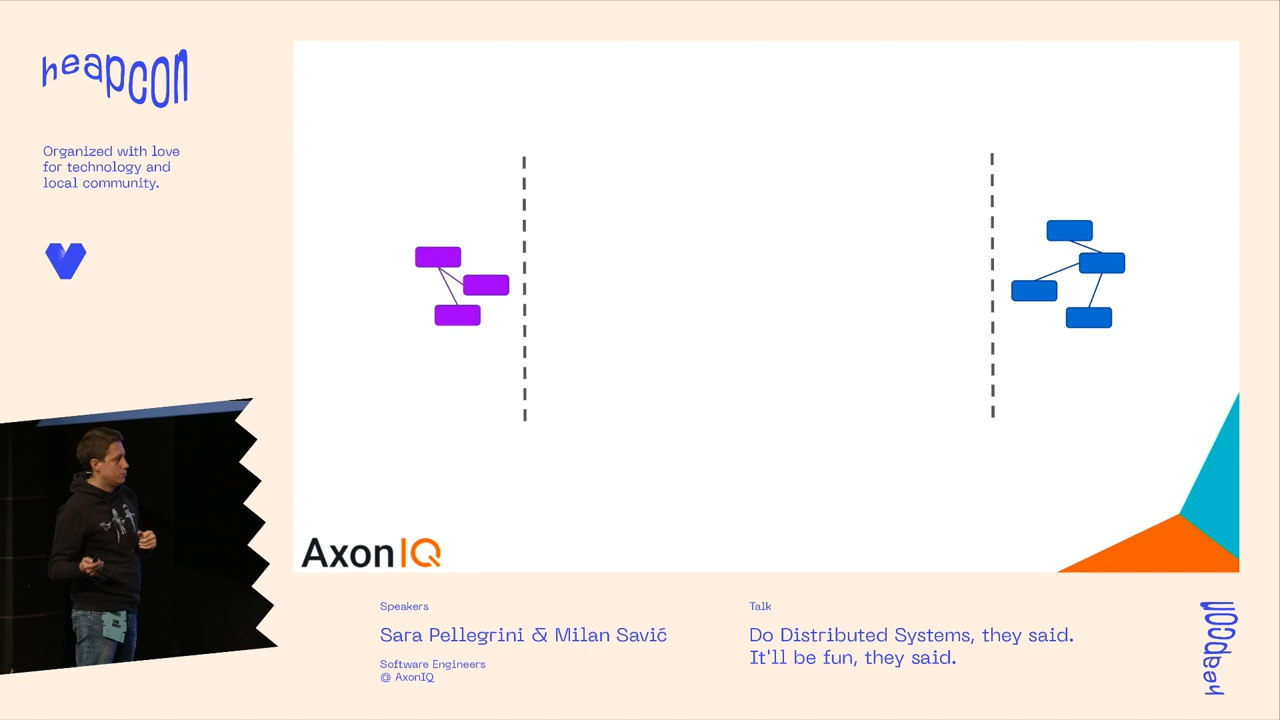 heapcon
Organized with love
for technology and
local community.
AxonIQ
Speakers
Sara Pellegrini & Milan Savić
Software Engineers
@ AxonIQ
Talk
Do Distributed Systems, they said.
It'll be fun, they said.
heapcon